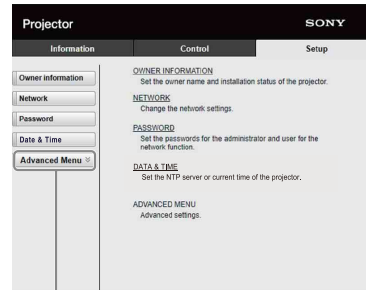 Projector
SONY
Information
Control
Setup
Owner information
Network
Password
Date & Time
Advanced Menu
OWNER INFORMATION
Set the owner name and installation status of the projector.
NETWORK
Change the network settings.
PASSWORD
Set the passwords for the administrator and user for the
network function.
DATA & TIME
Set the NTP server or current time of the projector.
ADVANCED MENU
Advanced settings.